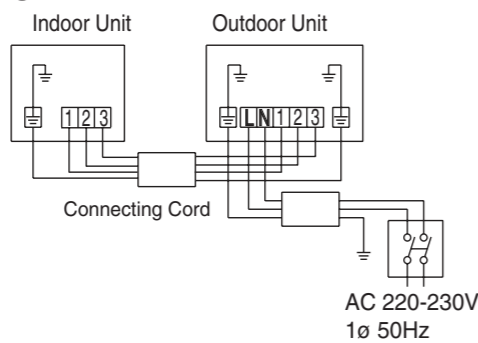 Indoor Unit
Outdoor Unit
1 2 3
L N 1 2 3
Connecting Cord
AC 220-230V
1ø 50Hz